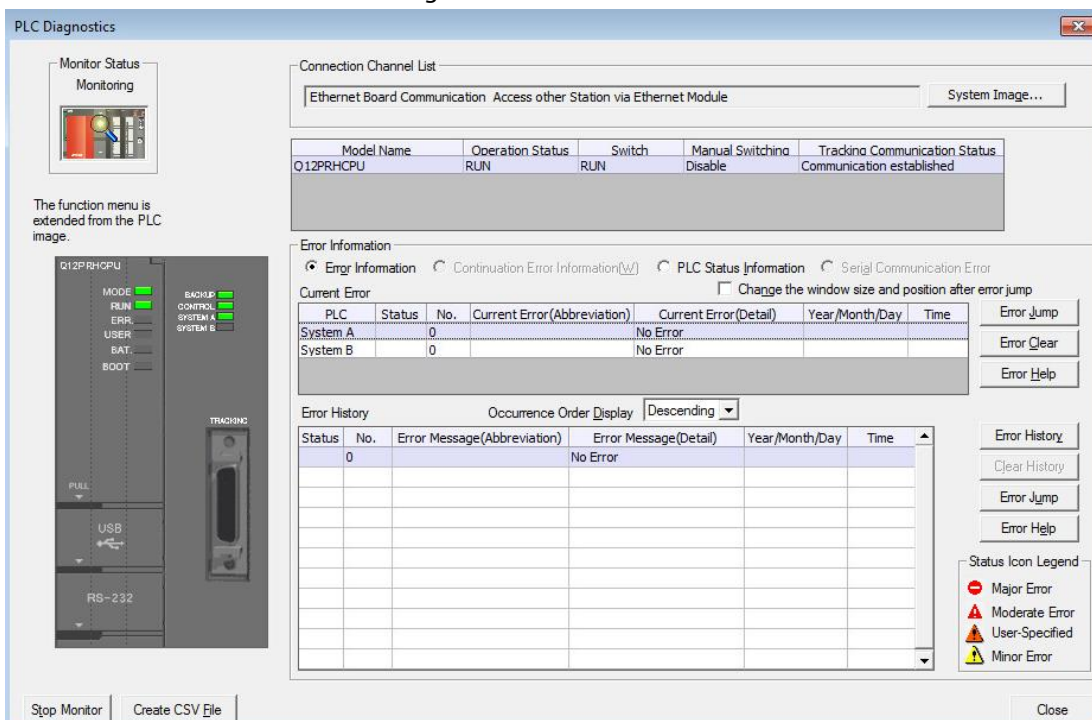 PLC Diagnostics
Monitor Status
Monitoring
The function menu is
extended from the PLC
image.
Q12PRHCPU
MODE
RUN
ERR.
USER
BAT.
BOOT
BACKUP
CONTROL
SYSTEM A
SYSTEM B
TRACKING
PULL
USB
RS-232
Connection Channel List
Ethernet Board Communication Access other Station via Ethernet Module
System Image...
Model Name Operation Status Switch Manual Switching Tracking Communication Status
Q12PRHCPU RUN RUN Disable Communication established
Error Information
Error Information Continuation Error Information(W) PLC Status Information Serial Communication Error
Current Error Change the window size and position after error jump
PLC Status No. Current Error(Abbreviation) Current Error(Detail) Year/Month/Day Time
System A 0 No Error
System B 0 No Error
Error Jump
Error Clear
Error Help
Error History Occurrence Order Display Descending
Status No. Error Message(Abbreviation) Error Message(Detail) Year/Month/Day Time
0 No Error
Error History
Clear History
Error Jump
Error Help
Status Icon Legend
Major Error
Moderate Error
User-Specified
Minor Error
Stop Monitor Create CSV File Close